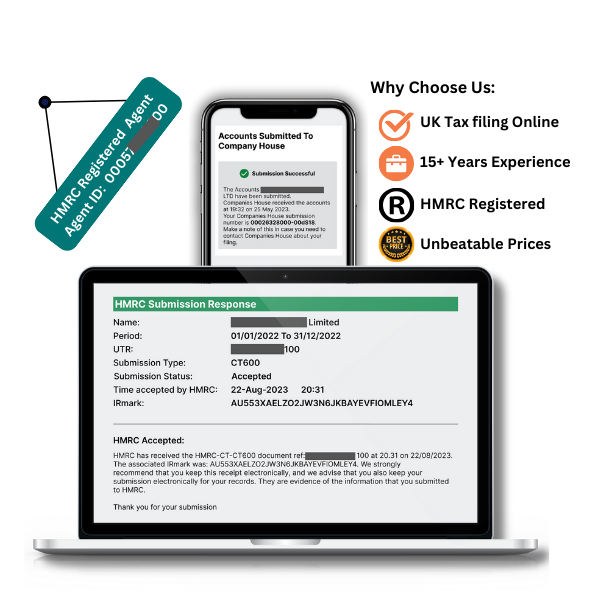 HMRC Registered Agent
Agent ID: 00057 00
Accounts Submitted To
Company House
Submission Successful
The Accounts
LTD have been submitted.
Companies House received the accounts
at 19:32 on 25 May 2023.
Your Companies House submission
number is 00028328000-00d818.
Make a note of this in case you need to
contact Companies House about your
filing.
Why Choose Us:
UK Tax filing Online
15+ Years Experience
R HMRC Registered
BEST PRICE Unbeatable Prices
HMRC Submission Response
Name: Limited
Period: 01/01/2022 To 31/12/2022
UTR: 100
Submission Type: CT600
Submission Status: Accepted
Time accepted by HMRC: 22-Aug-2023 20:31
IRmark: AU553XAELZO2JW3N6JKBAYEVFIOMLEY4
HMRC Accepted:
HMRC has received the HMRC-CT-CT600 document ref: 100 at 20.31 on 22/08/2023.
The associated IRmark was: AU553XAELZO2JW3N6JKBAYEVFIOMLEY4. We strongly
recommend that you keep this receipt electronically, and we advise that you also keep your
submission electronically for your records. They are evidence of the information that you submitted
to HMRC.
Thank you for your submission